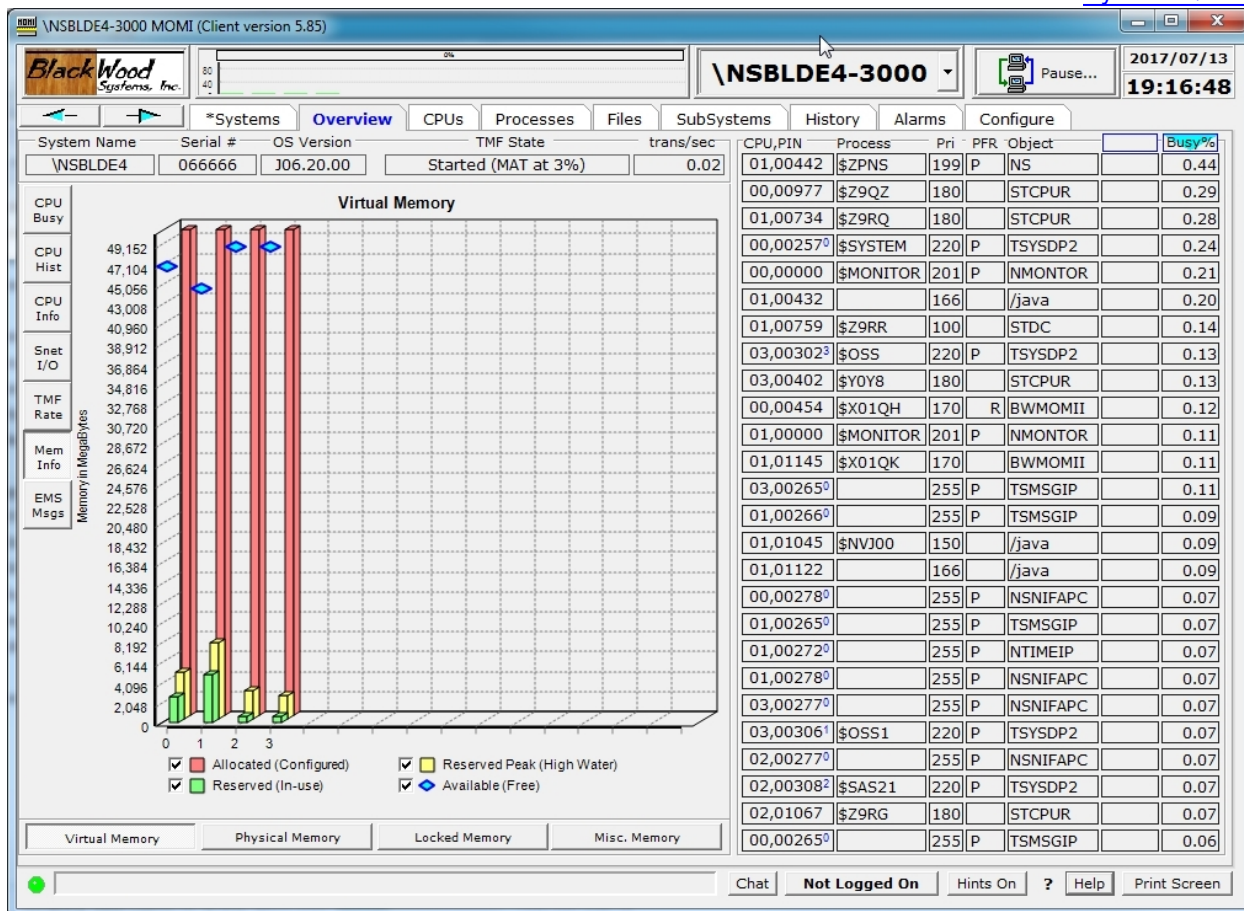 \NSBLDE4-3000 MOMI (Client version 5.85)
BlackWood
Systems, Inc.
0%
80
40
\NSBLDE4-3000
Pause...
2017/07/13
19:16:48
*Systems Overview CPUs Processes Files SubSystems History Alarms Configure
System Name Serial # OS Version TMF State trans/sec
\NSBLDE4 066666 J06.20.00 Started (MAT at 3%) 0.02
CPU Busy
CPU Hist
CPU Info
Snet I/O
TMF Rate
Mem Info
EMS Msgs
Virtual Memory
Memory in MegaBytes
49,152
47,104
45,056
43,008
40,960
38,912
36,864
34,816
32,768
30,720
28,672
26,624
24,576
22,528
20,480
18,432
16,384
14,336
12,288
10,240
8,192
6,144
4,096
2,048
0
0 1 2 3
Allocated (Configured) Reserved Peak (High Water)
Reserved (In-use) Available (Free)
Virtual Memory Physical Memory Locked Memory Misc. Memory
CPU,PIN Process Pri PFR Object Busy%
01,00442 $ZPNS 199 P NS 0.44
00,00977 $Z9QZ 180 STCPUR 0.29
01,00734 $Z9RQ 180 STCPUR 0.28
00,00257⁰ $SYSTEM 220 P TSYSDP2 0.24
00,00000 $MONITOR 201 P NMONTOR 0.21
01,00432 166 /java 0.20
01,00759 $Z9RR 100 STDC 0.14
03,00302³ $OSS 220 P TSYSDP2 0.13
03,00402 $Y0Y8 180 STCPUR 0.13
00,00454 $X01QH 170 R BWMOMII 0.12
01,00000 $MONITOR 201 P NMONTOR 0.11
01,01145 $X01QK 170 BWMOMII 0.11
03,00265⁰ 255 P TSMSGIP 0.11
01,00266⁰ 255 P TSMSGIP 0.09
01,01045 $NVJ00 150 /java 0.09
01,01122 166 /java 0.09
00,00278⁰ 255 P NSNIFAPC 0.07
01,00265⁰ 255 P TSMSGIP 0.07
01,00272⁰ 255 P NTIMEIP 0.07
01,00278⁰ 255 P NSNIFAPC 0.07
03,00277⁰ 255 P NSNIFAPC 0.07
03,00306¹ $OSS1 220 P TSYSDP2 0.07
02,00277⁰ 255 P NSNIFAPC 0.07
02,00308² $SAS21 220 P TSYSDP2 0.07
02,01067 $Z9RG 180 STCPUR 0.07
00,00265⁰ 255 P TSMSGIP 0.06
Chat Not Logged On Hints On ? Help Print Screen